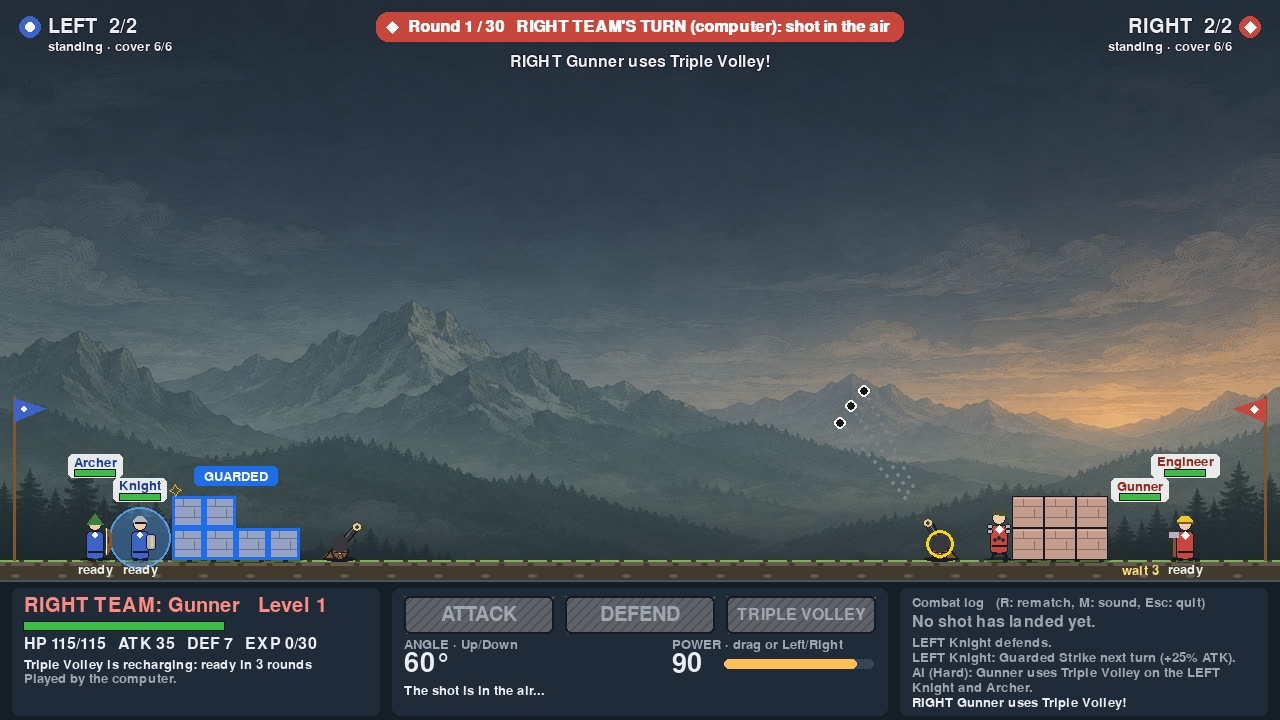 LEFT 2/2
standing · cover 6/6
Round 1 / 30 RIGHT TEAM'S TURN (computer): shot in the air
RIGHT Gunner uses Triple Volley!
RIGHT 2/2
standing · cover 6/6
Archer
Knight
GUARDED
ready
ready
Engineer
Gunner
wait 3
ready
RIGHT TEAM: Gunner Level 1
HP 115/115 ATK 35 DEF 7 EXP 0/30
Triple Volley is recharging: ready in 3 rounds
Played by the computer.
ATTACK
DEFEND
TRIPLE VOLLEY
ANGLE · Up/Down
60°
POWER · drag or Left/Right
90
The shot is in the air...
Combat log (R: rematch, M: sound, Esc: quit)
No shot has landed yet.
LEFT Knight defends.
LEFT Knight: Guarded Strike next turn (+25% ATK).
AI (Hard): Gunner uses Triple Volley on the LEFT
Knight and Archer.
RIGHT Gunner uses Triple Volley!